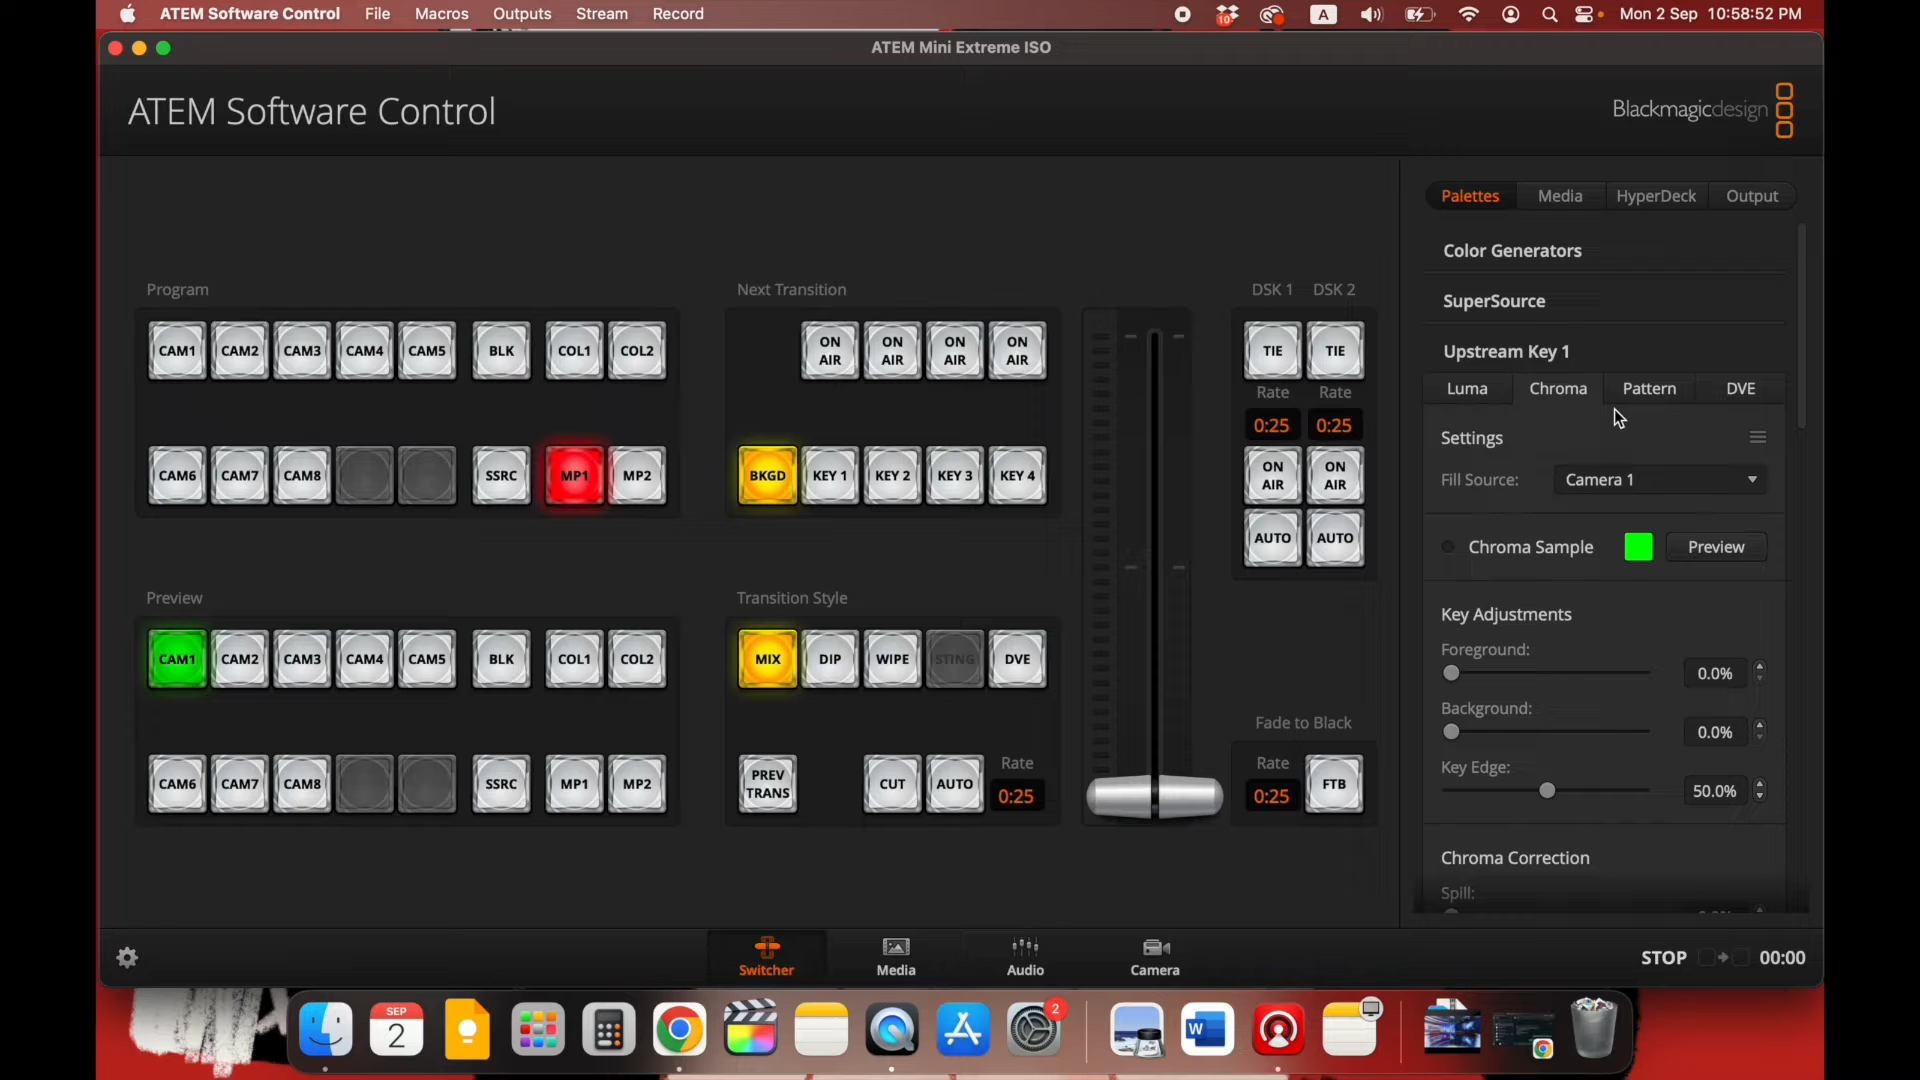 ATEM Software Control File Macros Outputs Stream Record 10 A Mon 2 Sep 10:58:52 PM
ATEM Mini Extreme ISO
ATEM Software Control
Blackmagicdesign
Palettes Media HyperDeck Output
Color Generators
SuperSource
Upstream Key 1
Luma Chroma Pattern DVE
Settings
Fill Source: Camera 1
Chroma Sample Preview
Key Adjustments
Foreground:
0.0%
Background:
0.0%
Key Edge:
50.0%
Chroma Correction
Spill:
Program
CAM1 CAM2 CAM3 CAM4 CAM5 BLK COL1 COL2
CAM6 CAM7 CAM8 SSRC MP1 MP2
Next Transition
ON AIR ON AIR ON AIR ON AIR
BKGD KEY 1 KEY 2 KEY 3 KEY 4
DSK 1 DSK 2
TIE TIE
Rate Rate
0:25 0:25
ON AIR ON AIR
AUTO AUTO
Preview
CAM1 CAM2 CAM3 CAM4 CAM5 BLK COL1 COL2
CAM6 CAM7 CAM8 SSRC MP1 MP2
Transition Style
MIX DIP WIPE STING DVE
PREV TRANS CUT AUTO
Rate
0:25
Fade to Black
Rate
0:25 FTB
Switcher Media Audio Camera
STOP 00:00
SEP
2
2
W